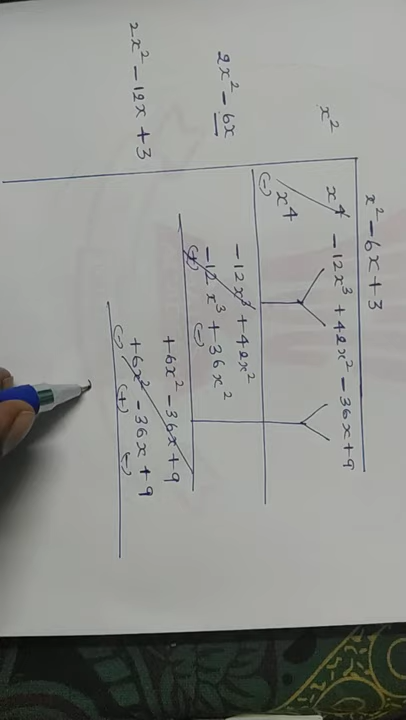 x² - 6x + 3
x² x⁴ - 12x³ + 42x² - 36x + 9
(-) x⁴
2x² - 6x - 12x³ + 42x²
- 12x³ + 36x²
(+) (-)
2x² - 12x + 3 + 6x² - 36x + 9
+ 6x² - 36x + 9
(-) (+) (-)